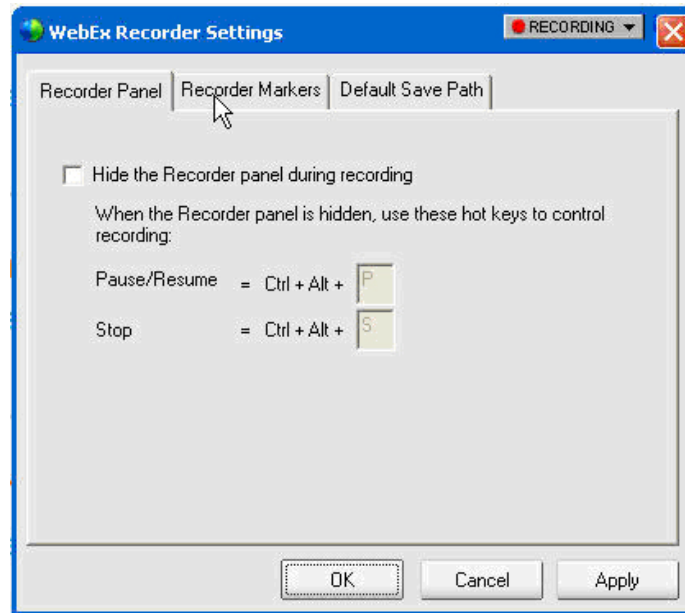 WebEx Recorder Settings RECORDING
Recorder Panel Recorder Markers Default Save Path
Hide the Recorder panel during recording
When the Recorder panel is hidden, use these hot keys to control
recording:
Pause/Resume = Ctrl + Alt + P
Stop = Ctrl + Alt + S
OK Cancel Apply